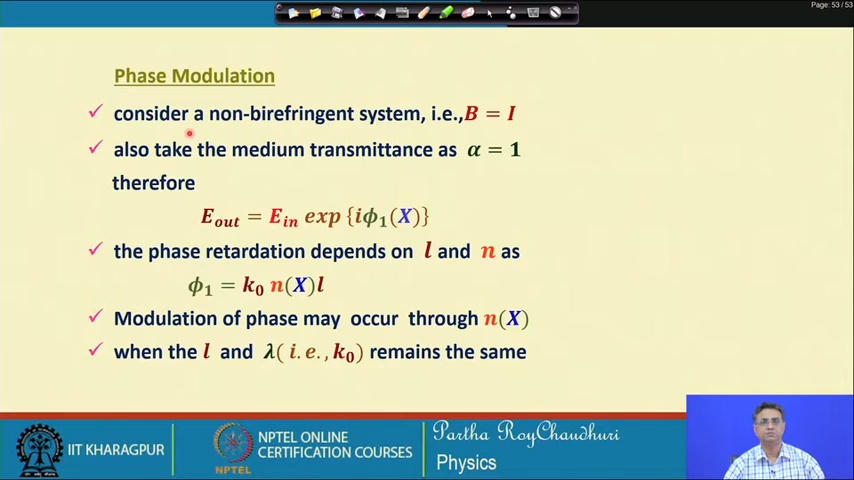 Page: 53 / 53
Phase Modulation
consider a non-birefringent system, i.e., B = I
also take the medium transmittance as α = 1
therefore
E_out = E_in exp {iϕ₁(X)}
the phase retardation depends on l and n as
ϕ₁ = k₀ n(X)l
Modulation of phase may occur through n(X)
when the l and λ( i. e., k₀) remains the same
IIT KHARAGPUR
NPTEL
NPTEL ONLINE
CERTIFICATION COURSES
Partha RoyChaudhuri
Physics